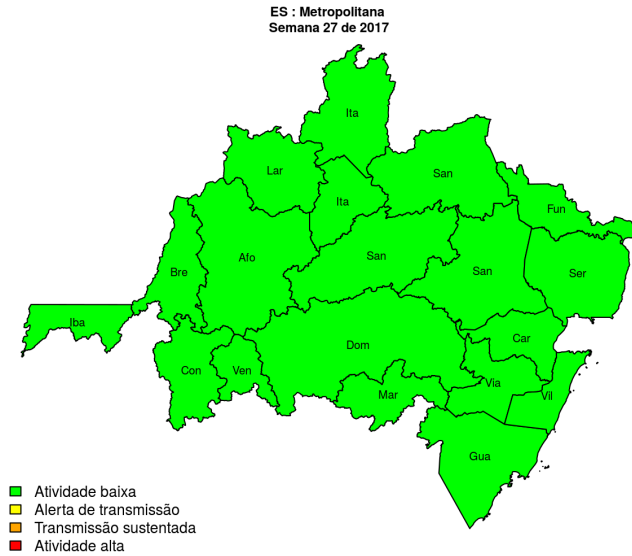 ES : Metropolitana
Semana 27 de 2017
Ita
Lar
San
Ita
Fun
Afo
San
San
Bre
Ser
Iba
Car
Dom
Con
Ven
Via
Mar
Vil
Gua
Atividade baixa
Alerta de transmissão
Transmissão sustentada
Atividade alta